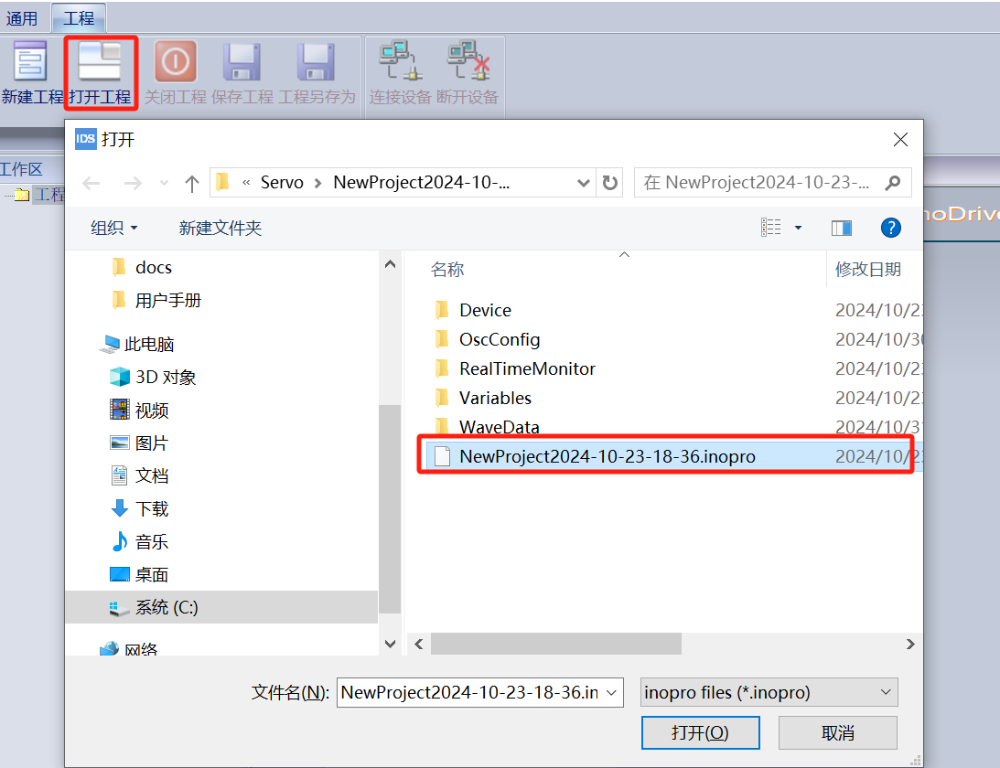 通用 工程
新建工程 打开工程 关闭工程 保存工程 工程另存为 连接设备 断开设备
工作区
工程
noDrive
IDS 打开
« Servo > NewProject2024-10-...
在 NewProject2024-10-23-...
组织 新建文件夹
?
docs
用户手册
此电脑
3D 对象
视频
图片
文档
下载
音乐
桌面
系统 (C:)
网络
名称 修改日期
Device 2024/10/23
OscConfig 2024/10/30
RealTimeMonitor 2024/10/23
Variables 2024/10/23
WaveData 2024/10/31
NewProject2024-10-23-18-36.inopro 2024/10/23
文件名(N): NewProject2024-10-23-18-36.in inopro files (*.inopro)
打开(O) 取消